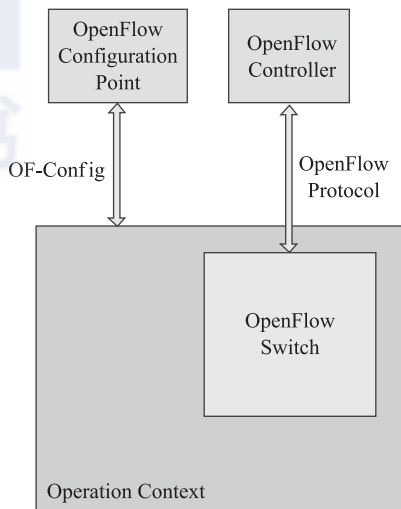 OpenFlow
Configuration
Point
OpenFlow
Controller
OF-Config
OpenFlow
Protocol
OpenFlow
Switch
Operation Context